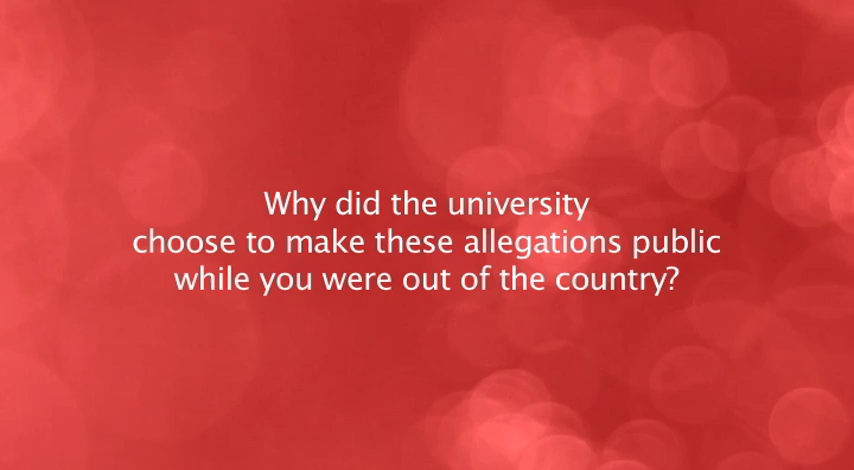 Why did the university
choose to make these allegations public
while you were out of the country?